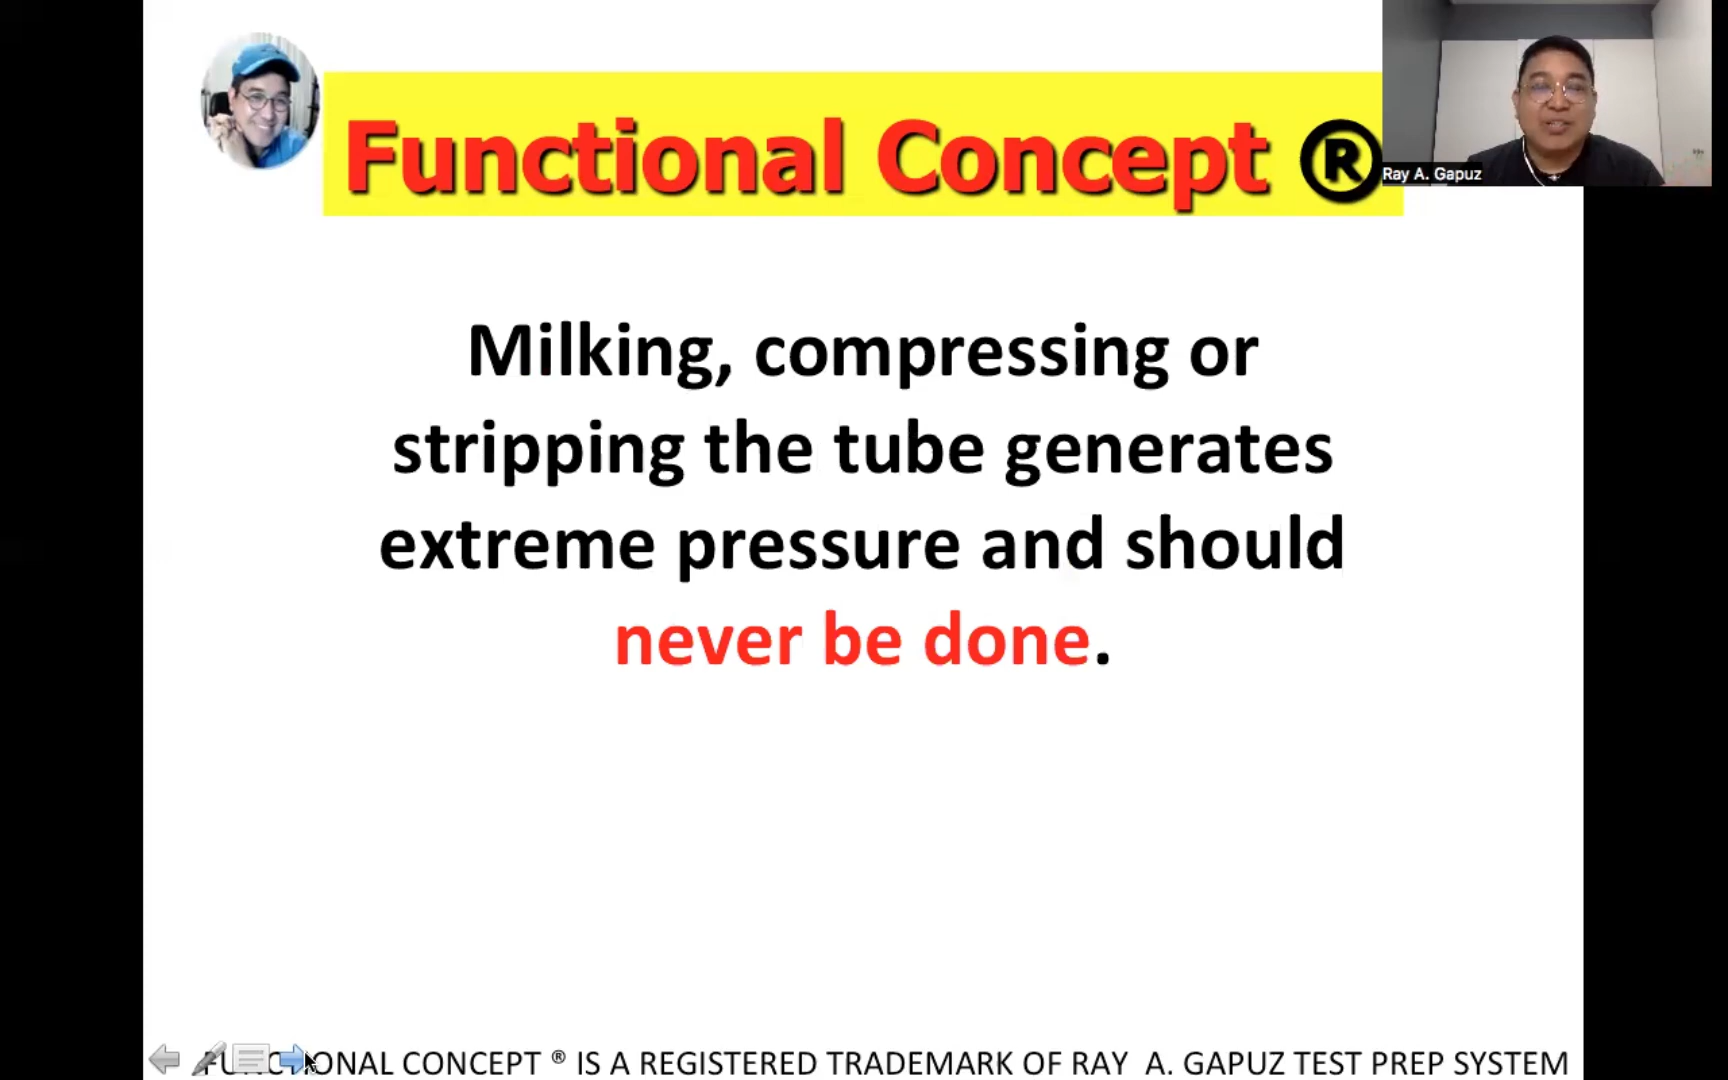 Functional Concept ®
Ray A. Gapuz
Milking, compressing or
stripping the tube generates
extreme pressure and should
never be done.
FUNCTIONAL CONCEPT ® IS A REGISTERED TRADEMARK OF RAY A. GAPUZ TEST PREP SYSTEM